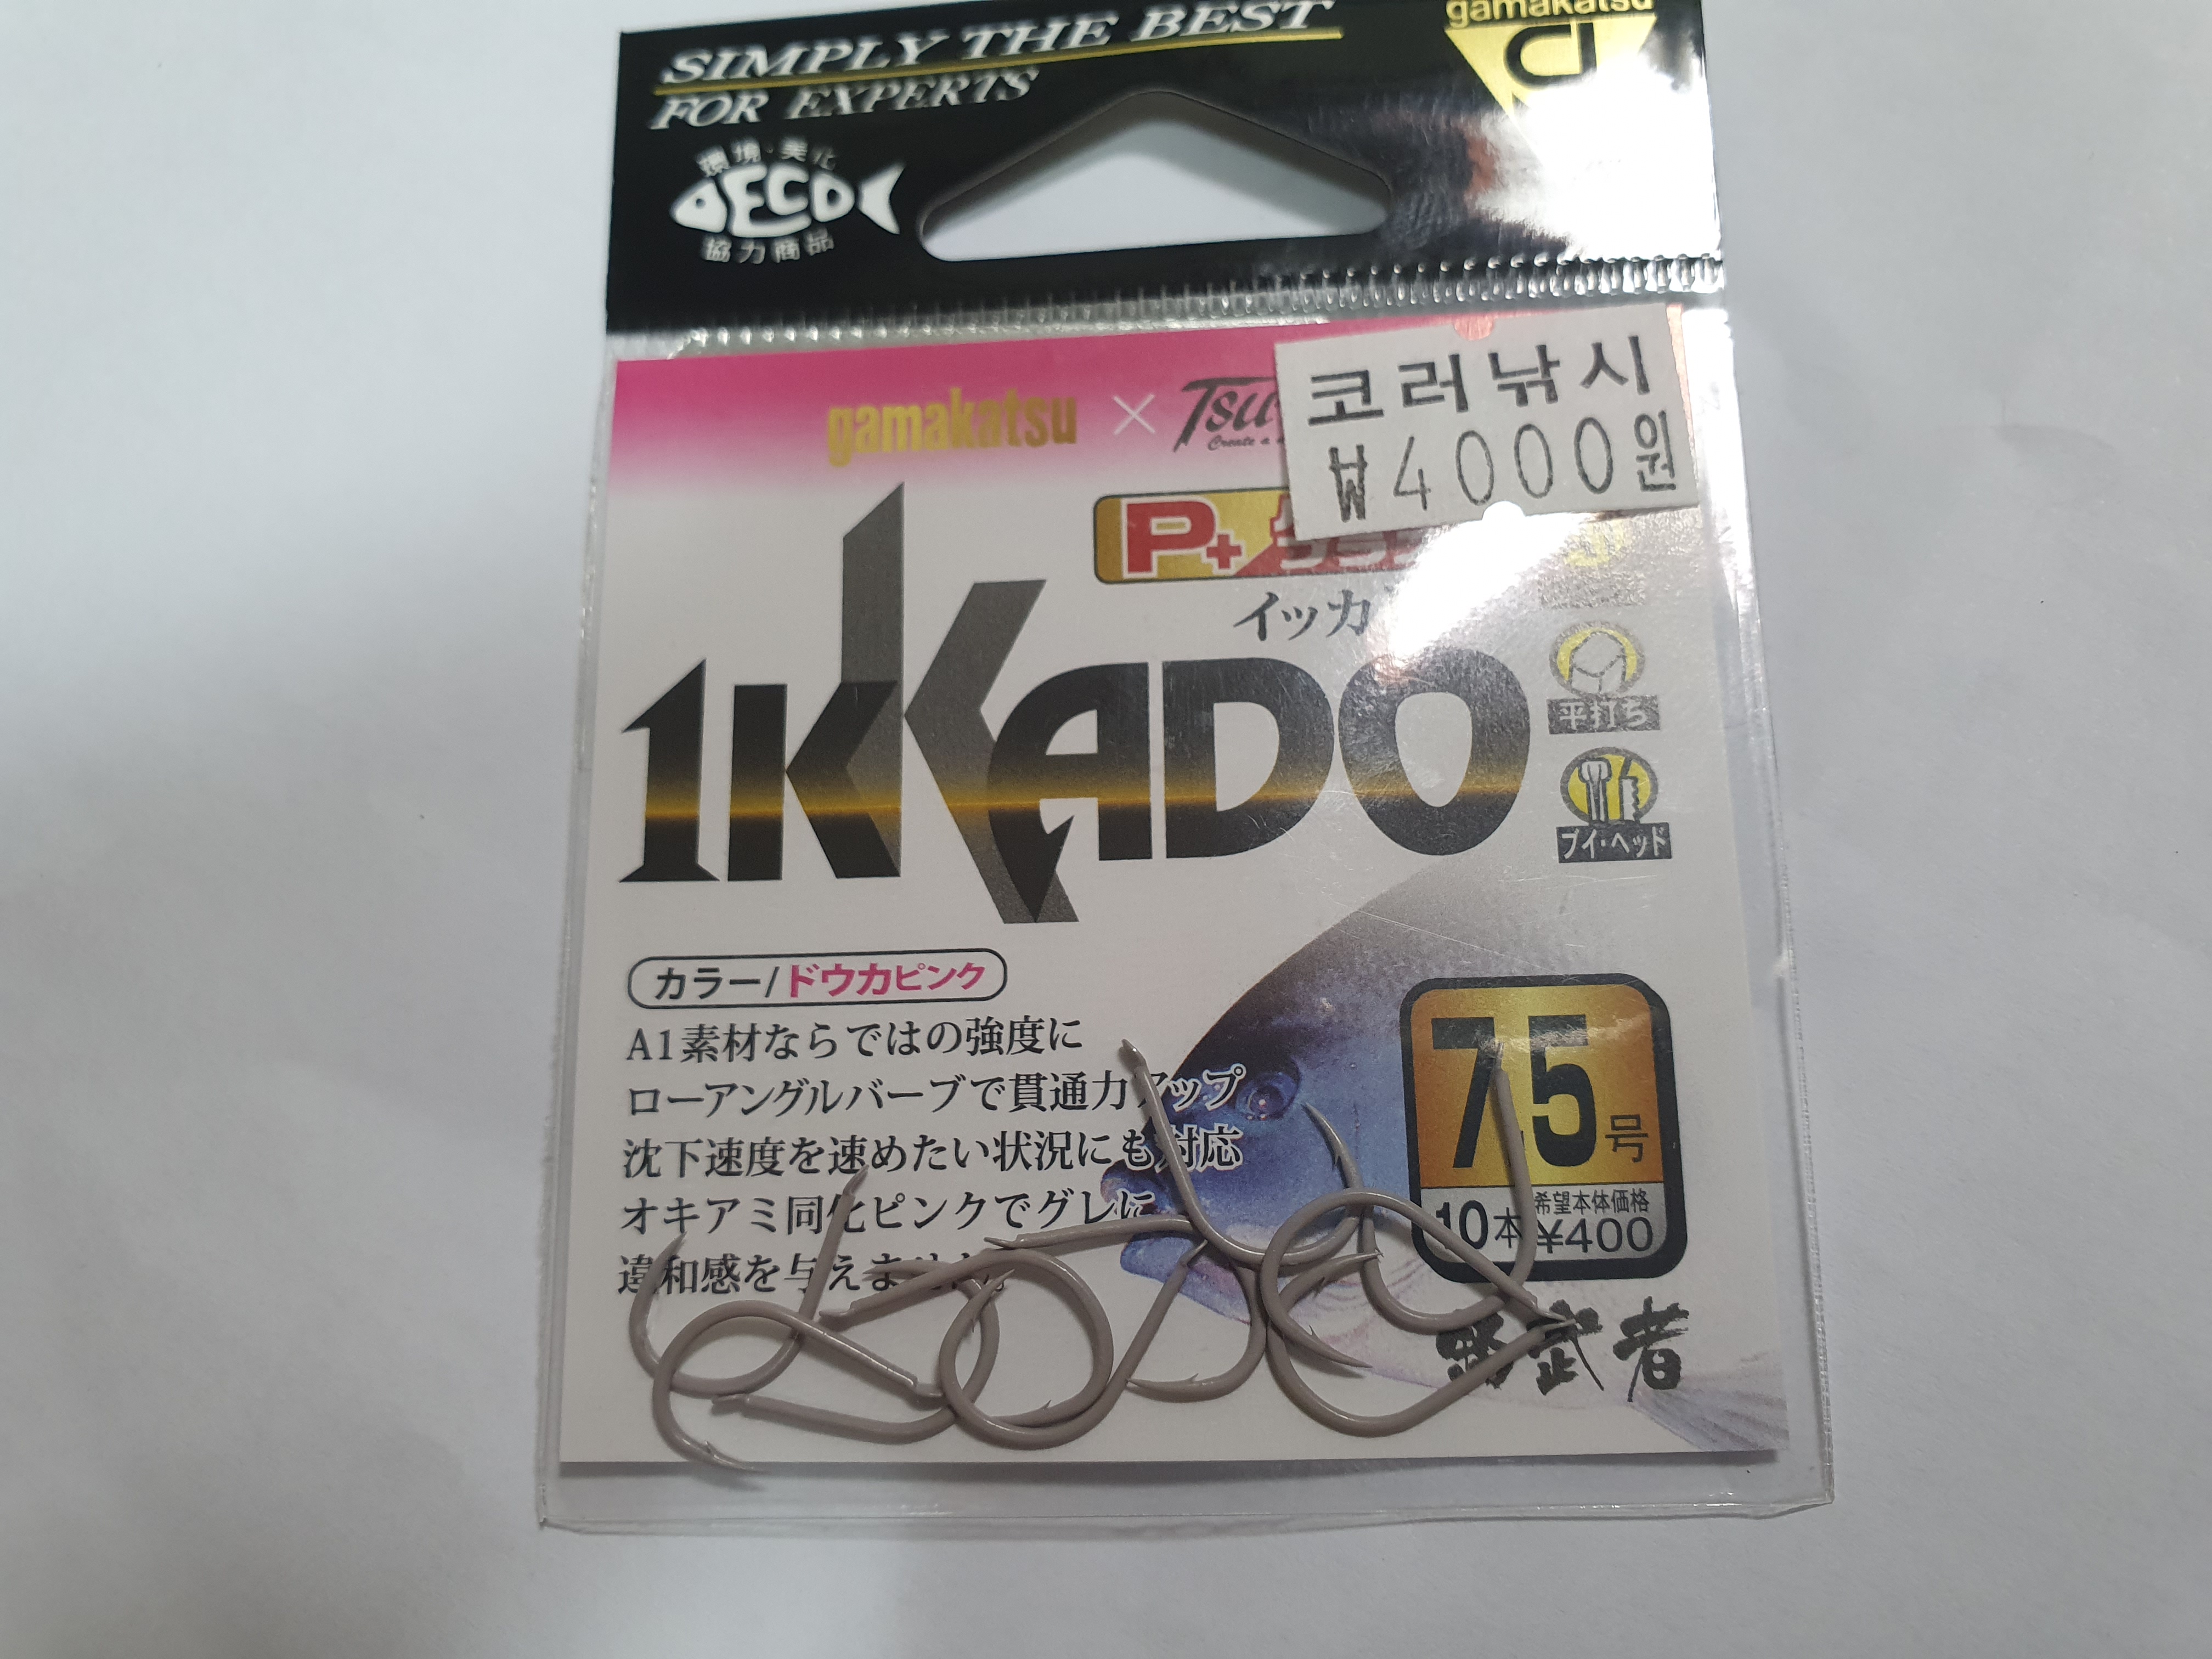 SIMPLY THE BEST
FOR EXPERTS
gamakatsu
環境・美化
ECO
協力商品
gamakatsu ×
코러낚시
₩4000원
P+
イッカ
1KKADO
平打ち
ブイ・ヘッド
カラー/ドウカピンク
A1素材ならではの強度に
ローアングルバーブで貫通力アップ
沈下速度を速めたい状況にも対応
オキアミ同化ピンクでグレに
違和感を与えません。
7.5号
10本 希望本体価格
¥400
武者